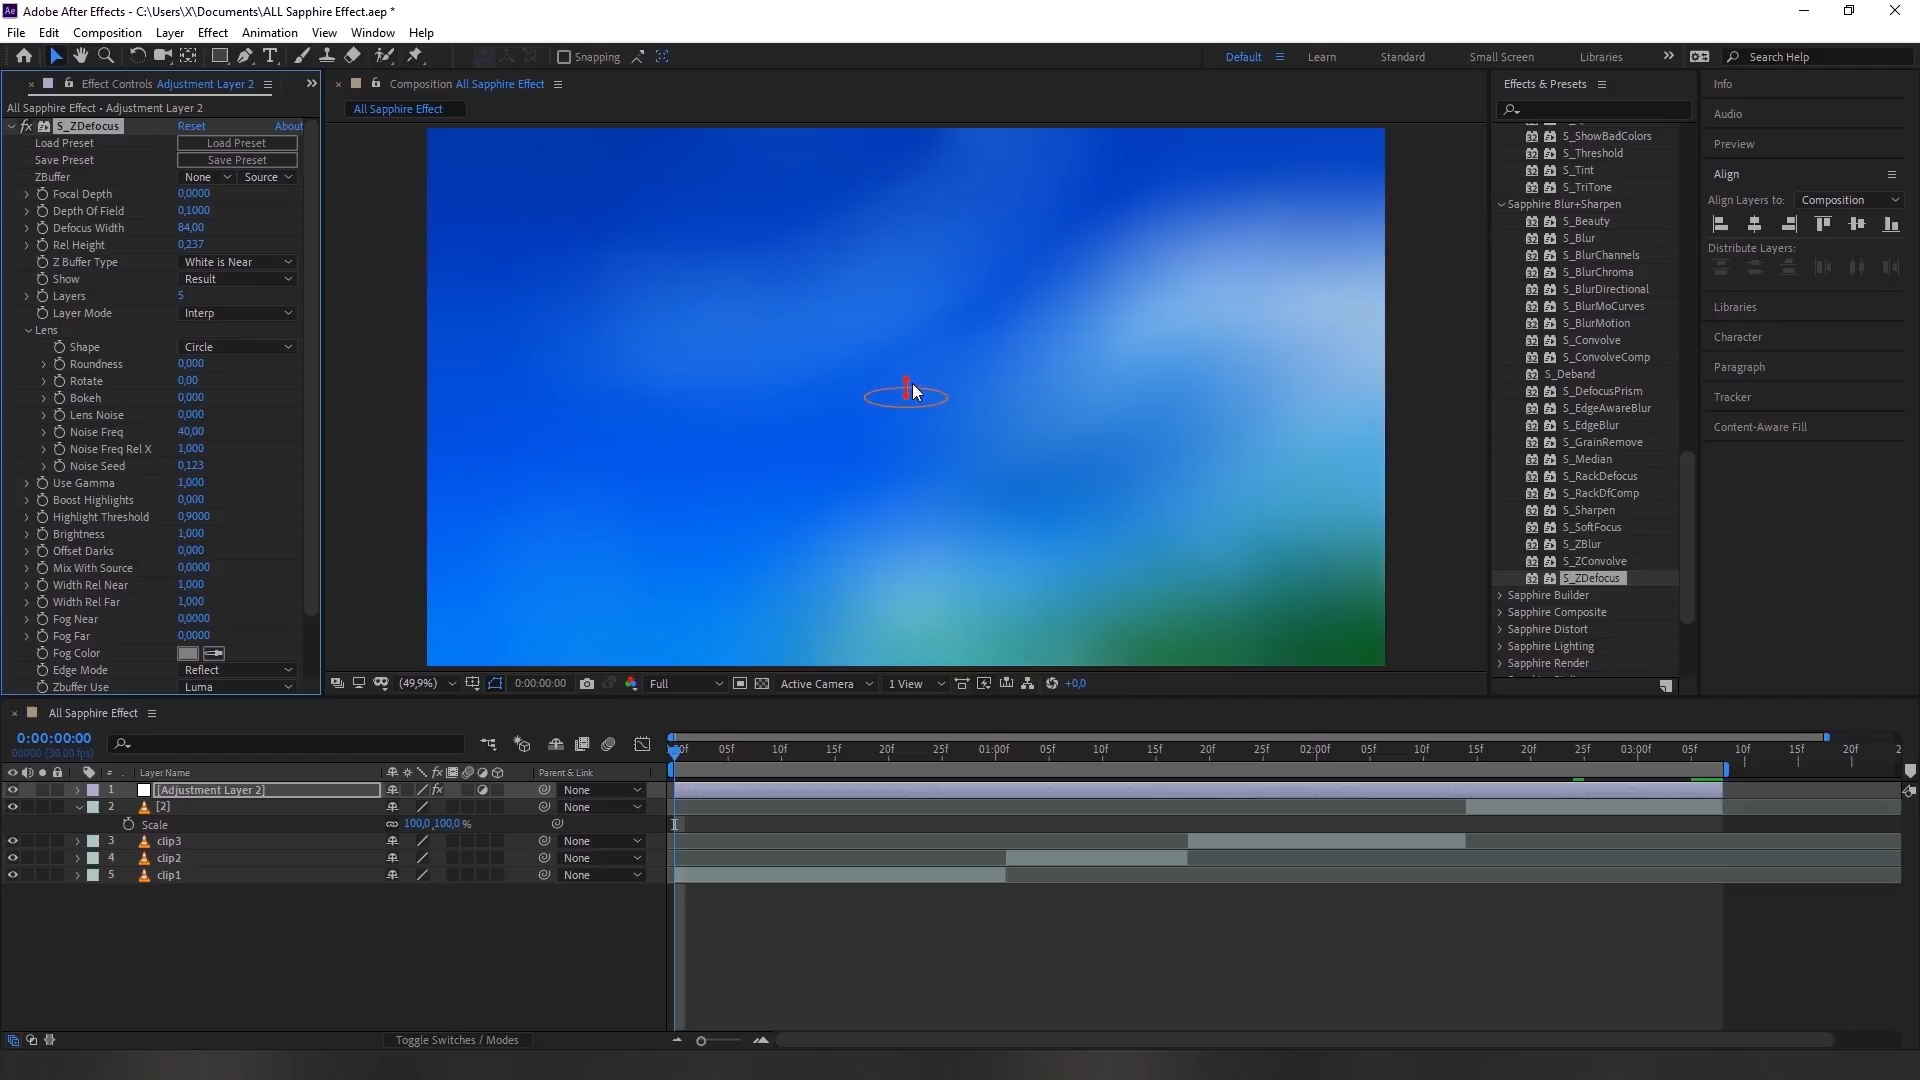 Ae Adobe After Effects - C:\Users\X\Documents\ALL Sapphire Effect.aep *
File Edit Composition Layer Effect Animation View Window Help
Snapping
Default Learn Standard Small Screen Libraries Search Help
Effect Controls Adjustment Layer 2
All Sapphire Effect • Adjustment Layer 2
fx S_ZDefocus Reset About
Load Preset Load Preset
Save Preset Save Preset
ZBuffer None Source
Focal Depth 0,0000
Depth Of Field 0,1000
Defocus Width 84,00
Rel Height 0,237
Z Buffer Type White is Near
Show Result
Layers 5
Layer Mode Interp
Lens
Shape Circle
Roundness 0,000
Rotate 0,00
Bokeh 0,000
Lens Noise 0,000
Noise Freq 40,00
Noise Freq Rel X 1,000
Noise Seed 0,123
Use Gamma 1,000
Boost Highlights 0,000
Highlight Threshold 0,9000
Brightness 1,000
Offset Darks 0,000
Mix With Source 0,0000
Width Rel Near 1,000
Width Rel Far 1,000
Fog Near 0,0000
Fog Far 0,0000
Fog Color
Edge Mode Reflect
Zbuffer Use Luma
Composition All Sapphire Effect
All Sapphire Effect
(49,9%) 0:00:00:00 Full Active Camera 1 View +0,0
Effects & Presets
S_ShowBadColors
S_Threshold
S_Tint
S_TriTone
Sapphire Blur+Sharpen
S_Beauty
S_Blur
S_BlurChannels
S_BlurChroma
S_BlurDirectional
S_BlurMoCurves
S_BlurMotion
S_Convolve
S_ConvolveComp
S_Deband
S_DefocusPrism
S_EdgeAwareBlur
S_EdgeBlur
S_GrainRemove
S_Median
S_RackDefocus
S_RackDfComp
S_Sharpen
S_SoftFocus
S_ZBlur
S_ZConvolve
S_ZDefocus
Sapphire Builder
Sapphire Composite
Sapphire Distort
Sapphire Lighting
Sapphire Render
Info
Audio
Preview
Align
Align Layers to: Composition
Distribute Layers:
Libraries
Character
Paragraph
Tracker
Content-Aware Fill
All Sapphire Effect
0:00:00:00
00000 (30.00 fps)
# Layer Name fx Parent & Link
1 [Adjustment Layer 2] fx None
2 [2] None
Scale 100,0 ,100,0 %
3 clip3 None
4 clip2 None
5 clip1 None
:00f 05f 10f 15f 20f 25f 01:00f 05f 10f 15f 20f 25f 02:00f 05f 10f 15f 20f 25f 03:00f 05f 10f 15f 20f 2
Toggle Switches / Modes